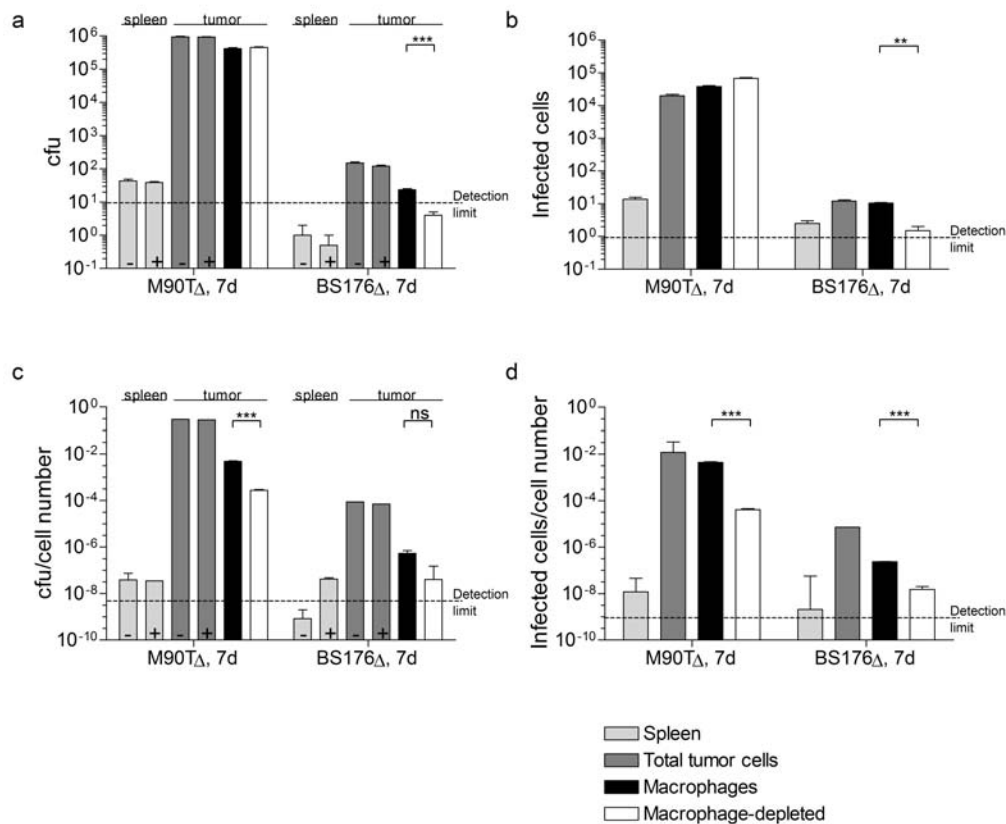 a
spleen tumor spleen tumor
cfu
10^6
10^5
10^4
10^3
10^2
10^1
10^0
10^-1
***
Detection
limit
- + - + - + - +
M90TΔ, 7d BS176Δ, 7d
b
Infected cells
10^6
10^5
10^4
10^3
10^2
10^1
10^0
10^-1
**
Detection
limit
M90TΔ, 7d BS176Δ, 7d
c
spleen tumor spleen tumor
cfu/cell number
10^0
10^-2
10^-4
10^-6
10^-8
10^-10
*** ns
Detection
limit
- + - + - + - +
M90TΔ, 7d BS176Δ, 7d
d
Infected cells/cell number
10^0
10^-2
10^-4
10^-6
10^-8
10^-10
*** ***
Detection
limit
M90TΔ, 7d BS176Δ, 7d
Spleen
Total tumor cells
Macrophages
Macrophage-depleted